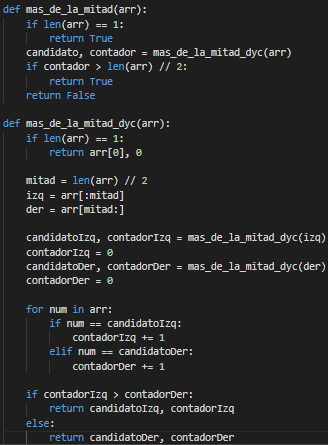 def mas_de_la_mitad(arr):
    if len(arr) == 1:
        return True
    candidato, contador = mas_de_la_mitad_dyc(arr)
    if contador > len(arr) // 2:
        return True
    return False

def mas_de_la_mitad_dyc(arr):
    if len(arr) == 1:
        return arr[0], 0

    mitad = len(arr) // 2
    izq = arr[:mitad]
    der = arr[mitad:]

    candidatoIzq, contadorIzq = mas_de_la_mitad_dyc(izq)
    contadorIzq = 0
    candidatoDer, contadorDer = mas_de_la_mitad_dyc(der)
    contadorDer = 0

    for num in arr:
        if num == candidatoIzq:
            contadorIzq += 1
        elif num == candidatoDer:
            contadorDer += 1

    if contadorIzq > contadorDer:
        return candidatoIzq, contadorIzq
    else:
        return candidatoDer, contadorDer